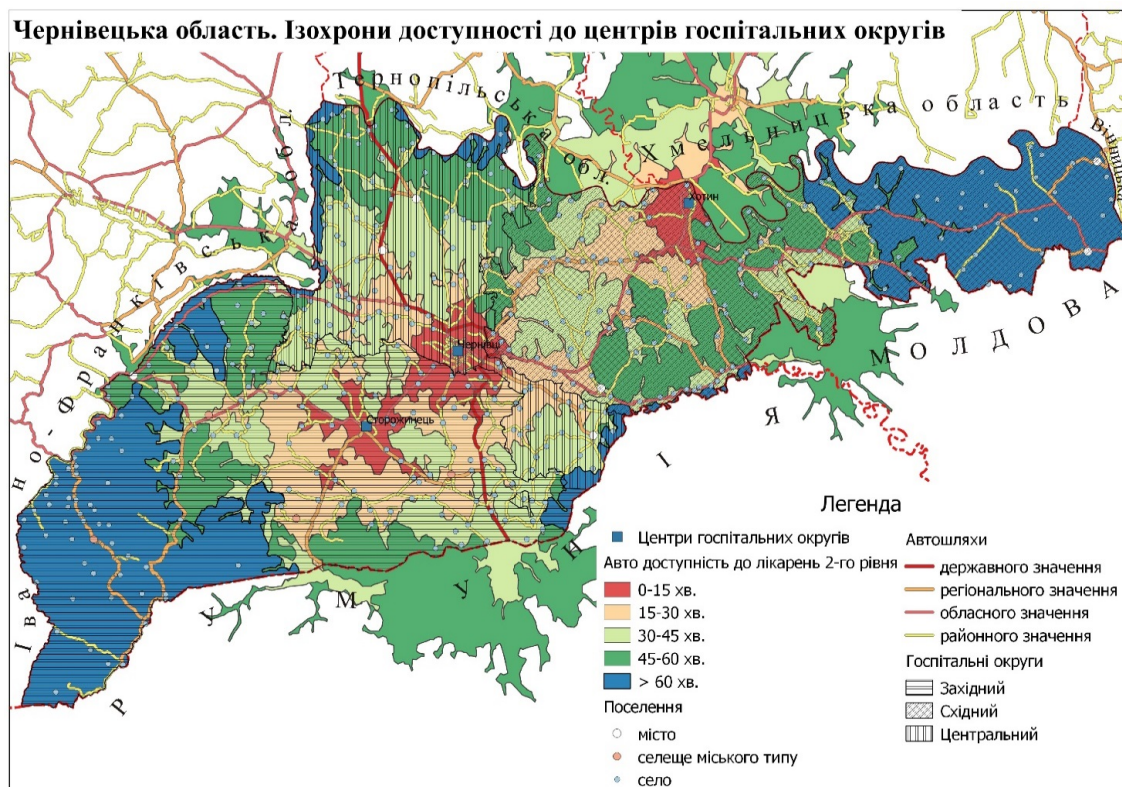 Чернівецька область. Ізохрони доступності до центрів госпітальних округів
Тернопільська обл.
Хмельницька область
Вінницька
Івано-Франківська обл.
Хотин
Чернівці
Сторожинець
МОЛДОВА
РУМУНІЯ
Легенда
Центри госпітальних округів
Авто доступність до лікарень 2-го рівня
0-15 хв.
15-30 хв.
30-45 хв.
45-60 хв.
> 60 хв.
Поселення
місто
селеще міського типу
село
Автошляхи
державного значення
регіонального значення
обласного значення
районного значення
Госпітальні округи
Західний
Східний
Центральний